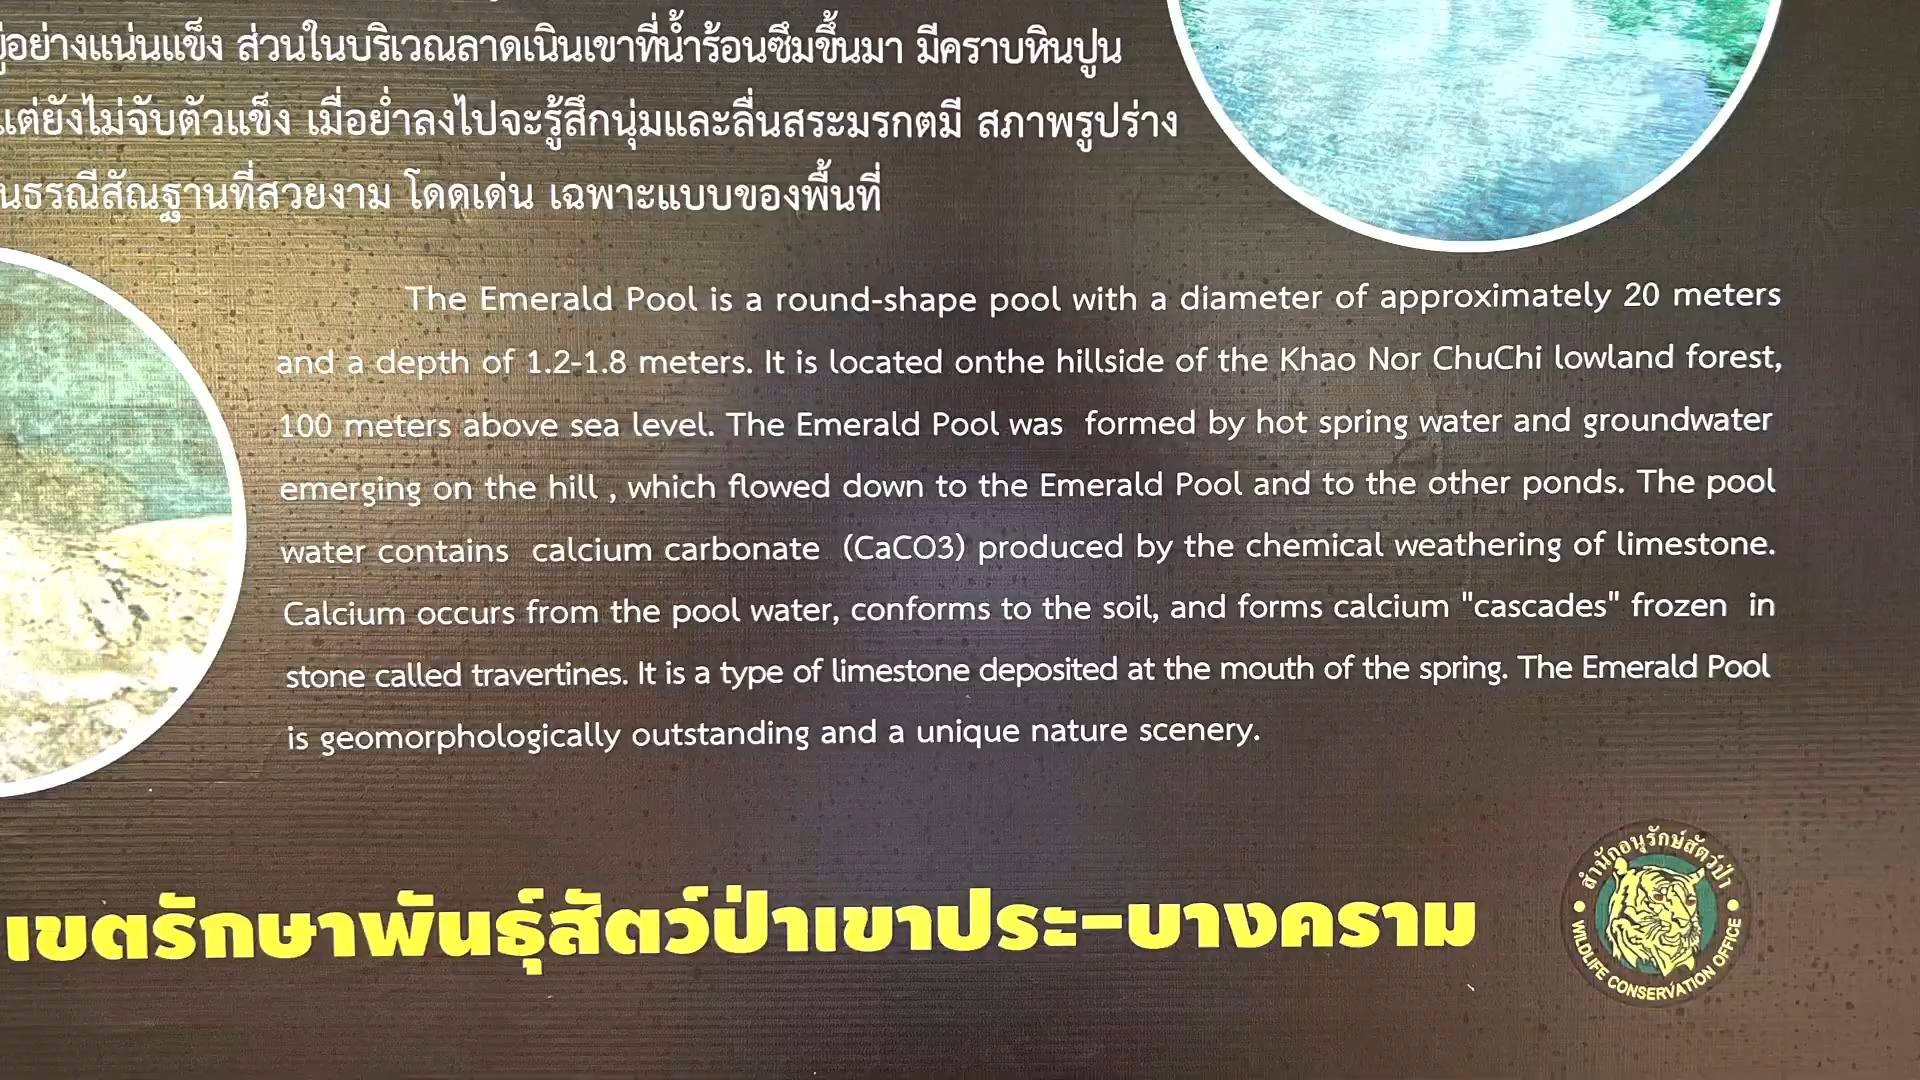 อย่างแน่นแข็ง ส่วนในบริเวณลาดเนินเขาที่น้ำร้อนซึมขึ้นมา มีคราบหินปูน
แต่ยังไม่จับตัวแข็ง เมื่อย่ำลงไปจะรู้สึกนุ่มและลื่นสระมรกตมี สภาพรูปร่าง
ธรณีสัณฐานที่สวยงาม โดดเด่น เฉพาะแบบของพื้นที่
The Emerald Pool is a round-shape pool with a diameter of approximately 20 meters
and a depth of 1.2-1.8 meters. It is located onthe hillside of the Khao Nor ChuChi lowland forest,
100 meters above sea level. The Emerald Pool was formed by hot spring water and groundwater
emerging on the hill , which flowed down to the Emerald Pool and to the other ponds. The pool
water contains calcium carbonate (CaCO3) produced by the chemical weathering of limestone.
Calcium occurs from the pool water, conforms to the soil, and forms calcium "cascades" frozen in
stone called travertines. It is a type of limestone deposited at the mouth of the spring. The Emerald Pool
is geomorphologically outstanding and a unique nature scenery.
เขตรักษาพันธุ์สัตว์ป่าเขาประ-บางคราม
สำนักอนุรักษ์สัตว์ป่า
WILDLIFE CONSERVATION OFFICE